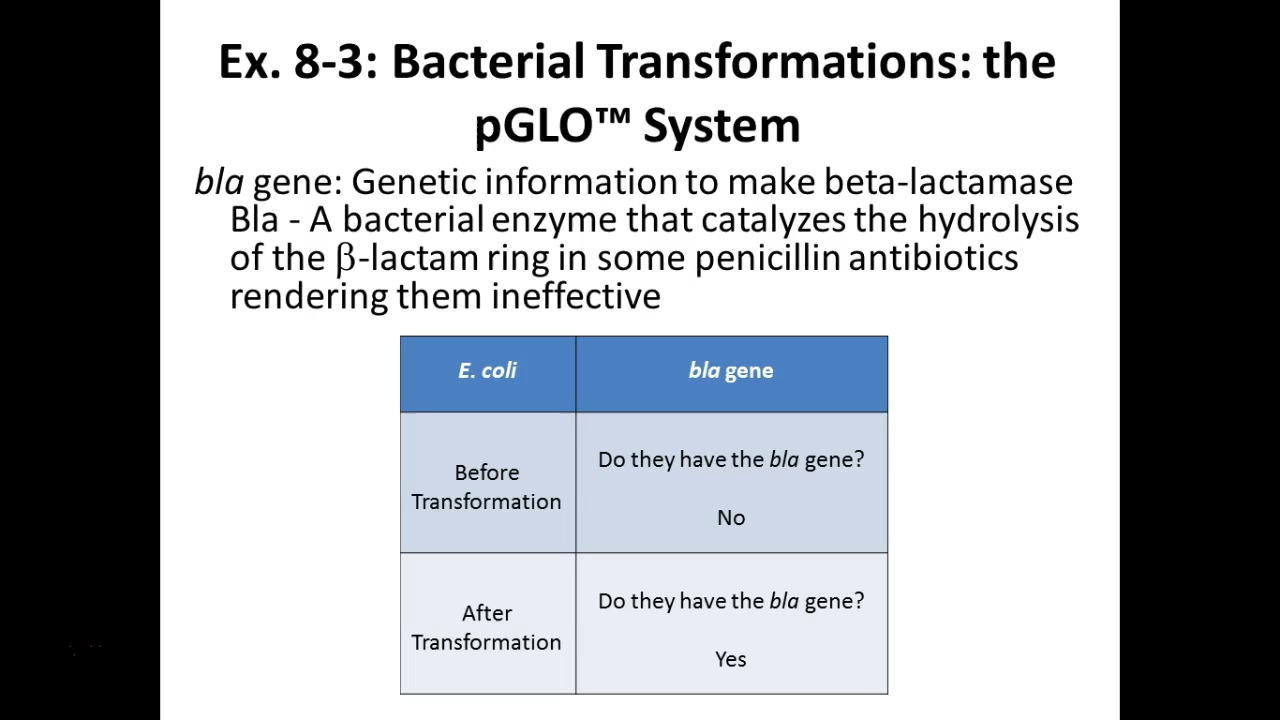 Ex. 8-3: Bacterial Transformations: the
pGLO™ System
bla gene: Genetic information to make beta-lactamase
Bla - A bacterial enzyme that catalyzes the hydrolysis
of the β-lactam ring in some penicillin antibiotics
rendering them ineffective
E. coli
bla gene
Before
Transformation
Do they have the bla gene?
No
After
Transformation
Do they have the bla gene?
Yes